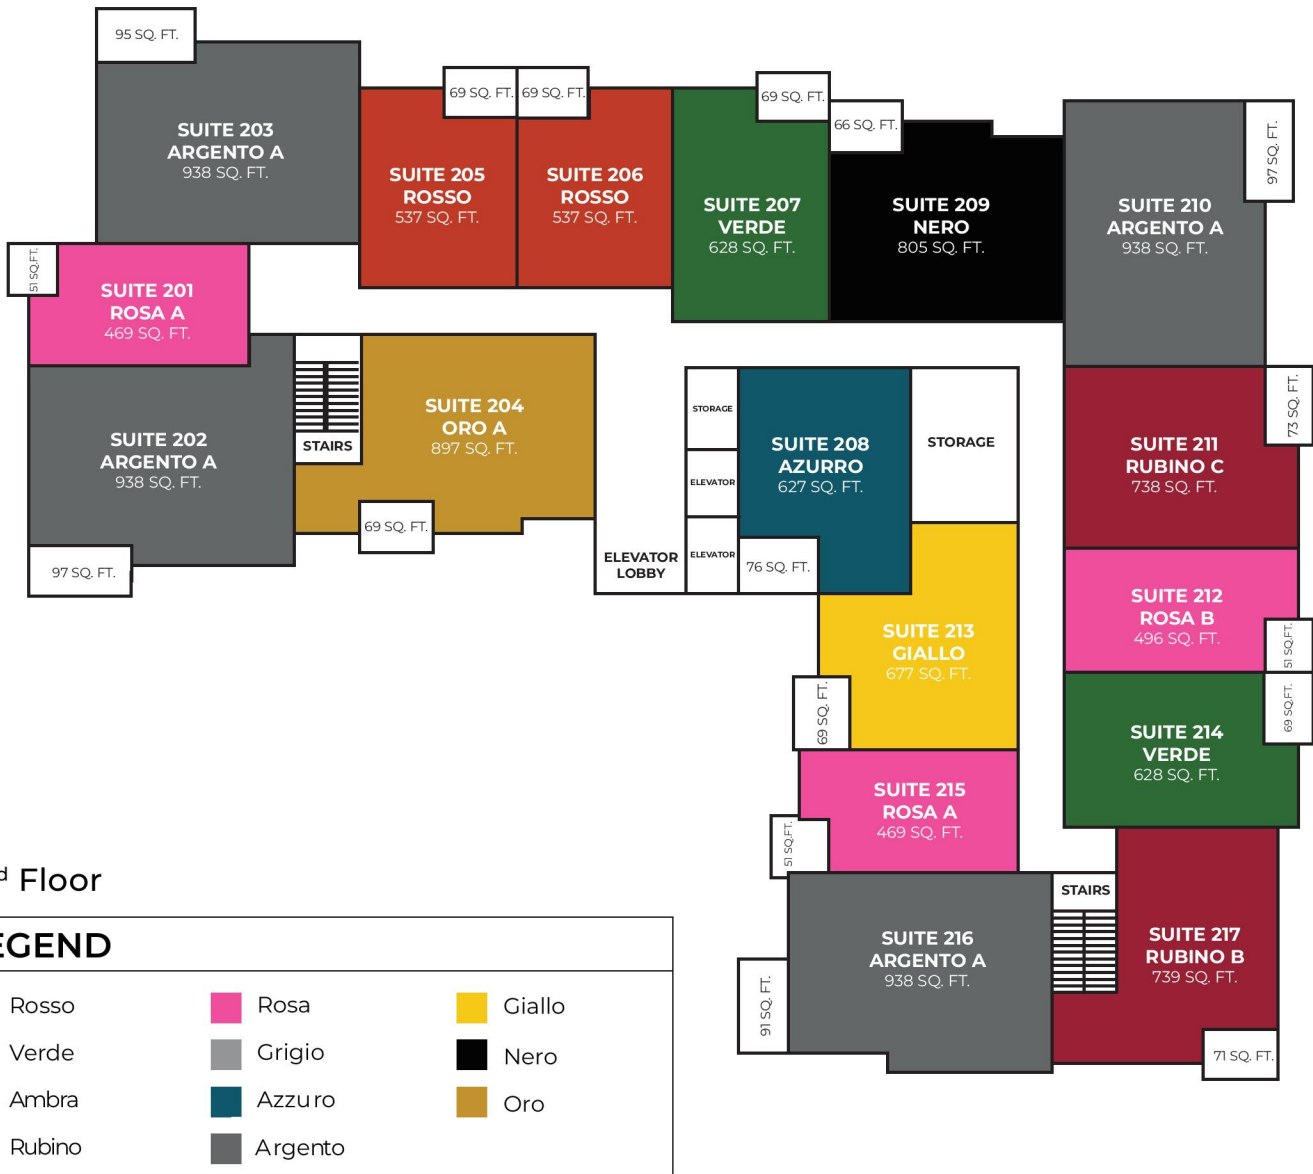 95 SQ. FT.
SUITE 203
ARGENTO A
938 SQ. FT.
69 SQ. FT.
69 SQ. FT.
SUITE 205
ROSSO
537 SQ. FT.
SUITE 206
ROSSO
537 SQ. FT.
69 SQ. FT.
SUITE 207
VERDE
628 SQ. FT.
66 SQ. FT.
SUITE 209
NERO
805 SQ. FT.
97 SQ. FT.
SUITE 210
ARGENTO A
938 SQ. FT.
51 SQ.FT.
SUITE 201
ROSA A
469 SQ. FT.
SUITE 202
ARGENTO A
938 SQ. FT.
97 SQ. FT.
STAIRS
SUITE 204
ORO A
897 SQ. FT.
69 SQ. FT.
ELEVATOR
LOBBY
STORAGE
ELEVATOR
ELEVATOR
SUITE 208
AZURRO
627 SQ. FT.
76 SQ. FT.
STORAGE
73 SQ. FT.
SUITE 211
RUBINO C
738 SQ. FT.
SUITE 212
ROSA B
496 SQ. FT.
51 SQ.FT.
SUITE 213
GIALLO
677 SQ. FT.
69 SQ. FT.
69 SQ.FT.
SUITE 214
VERDE
628 SQ. FT.
SUITE 215
ROSA A
469 SQ. FT.
51 SQ.FT.
SUITE 216
ARGENTO A
938 SQ. FT.
91 SQ. FT.
STAIRS
SUITE 217
RUBINO B
739 SQ. FT.
71 SQ. FT.
d Floor
EGEND
Rosso
Rosa
Giallo
Verde
Grigio
Nero
Ambra
Azzuro
Oro
Rubino
Argento